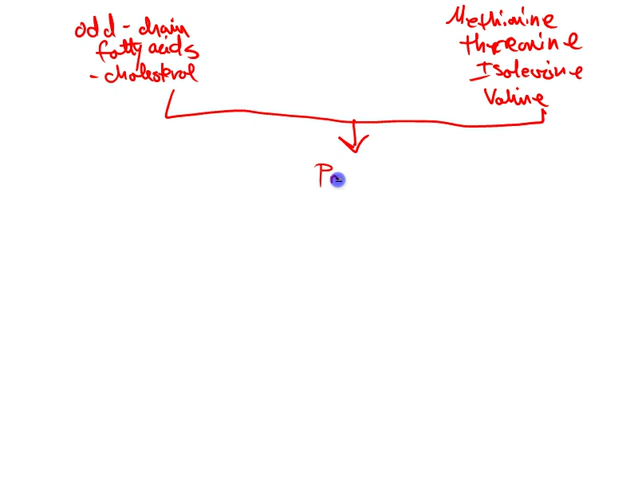 odd-chain
fatty acids
- cholestrol
Methionine
threonine
Isoleucine
Valine
P